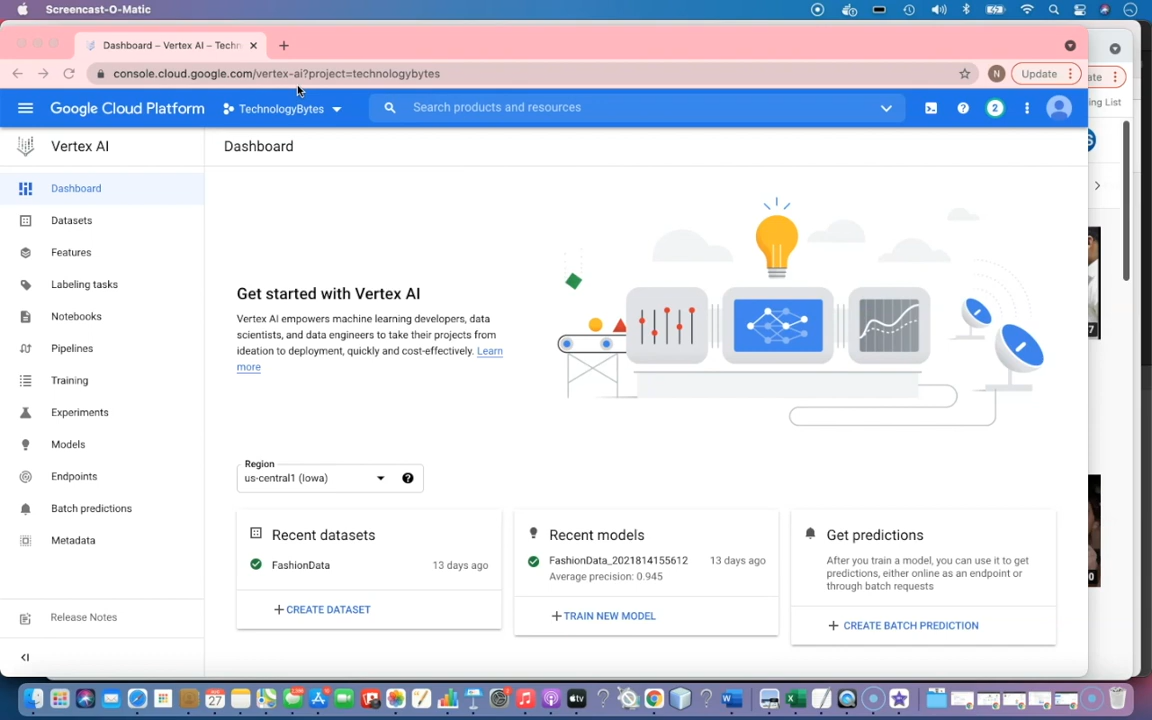 Screencast-O-Matic
Dashboard – Vertex AI – Techn
console.cloud.google.com/vertex-ai?project=technologybytes
N
Update
Google Cloud Platform
TechnologyBytes
Search products and resources
2
ing List
Vertex AI
Dashboard
Dashboard
Datasets
Features
Labeling tasks
Notebooks
Pipelines
Training
Experiments
Models
Endpoints
Batch predictions
Metadata
Release Notes
Get started with Vertex AI
Vertex AI empowers machine learning developers, data
scientists, and data engineers to take their projects from
ideation to deployment, quickly and cost-effectively. Learn
more
Region
us-central1 (Iowa)
Recent datasets
FashionData 13 days ago
+ CREATE DATASET
Recent models
FashionData_2021814155612 13 days ago
Average precision: 0.945
+ TRAIN NEW MODEL
Get predictions
After you train a model, you can use it to
get predictions, either online as an endpoint or
through batch requests
+ CREATE BATCH PREDICTION
27